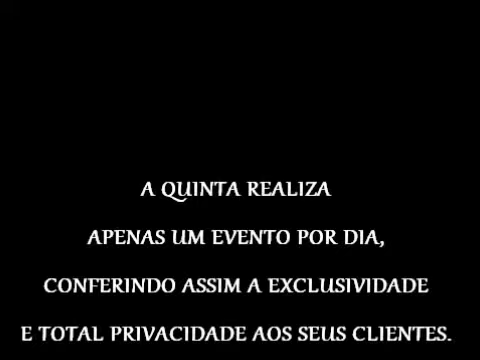 A QUINTA REALIZA
APENAS UM EVENTO POR DIA,
CONFERINDO ASSIM A EXCLUSIVIDADE
E TOTAL PRIVACIDADE AOS SEUS CLIENTES.